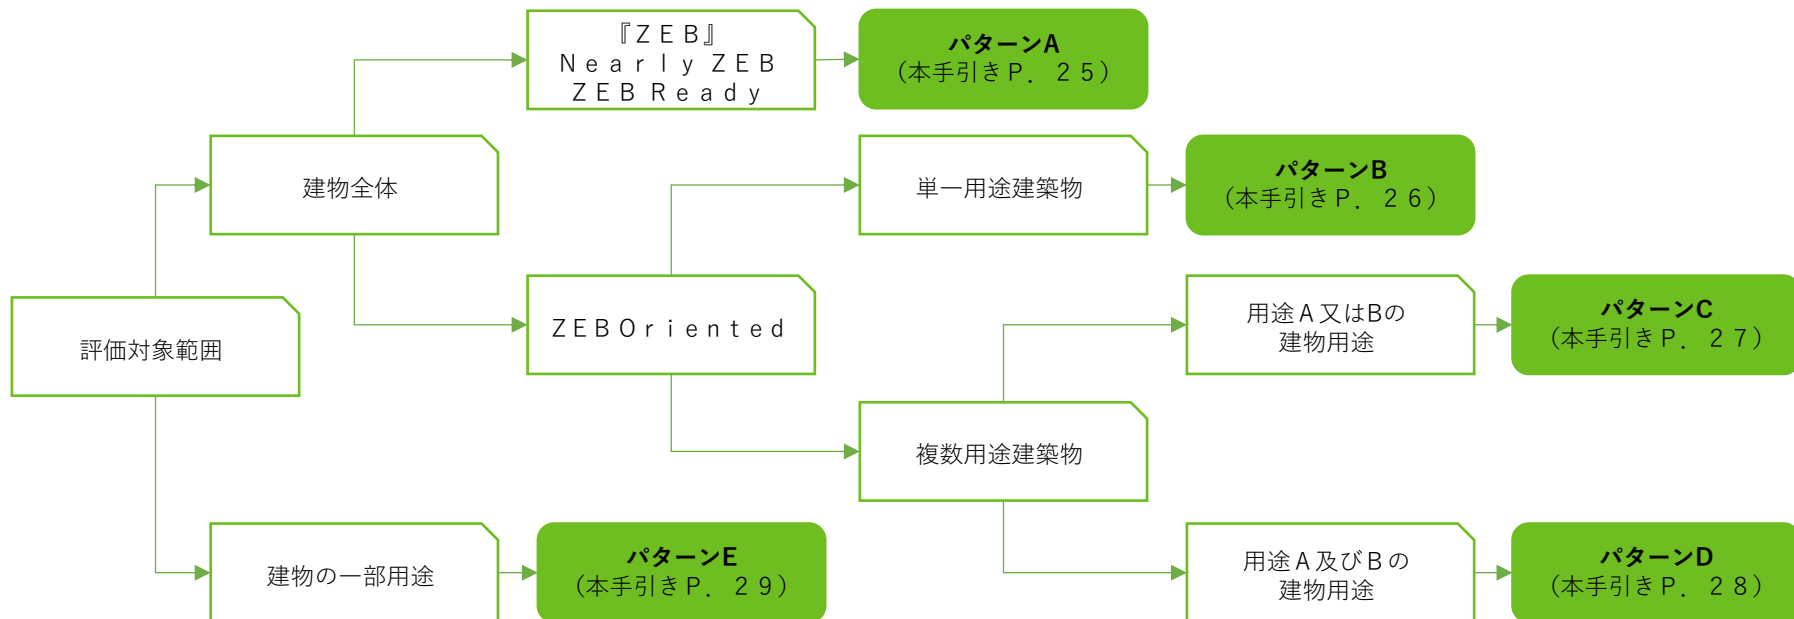 『ＺＥＢ』
Ｎｅａｒｌｙ ＺＥＢ
ＺＥＢ Ｒｅａｄｙ
パターンA
（本手引きＰ．２５）
建物全体
単一用途建築物
パターンB
（本手引きＰ．２６）
評価対象範囲
ＺＥＢ Ｏｒｉｅｎｔｅｄ
用途Ａ又はBの
建物用途
パターンC
（本手引きＰ．２７）
複数用途建築物
建物の一部用途
パターンE
（本手引きＰ．２９）
用途Ａ及びＢの
建物用途
パターンD
（本手引きＰ．２８）